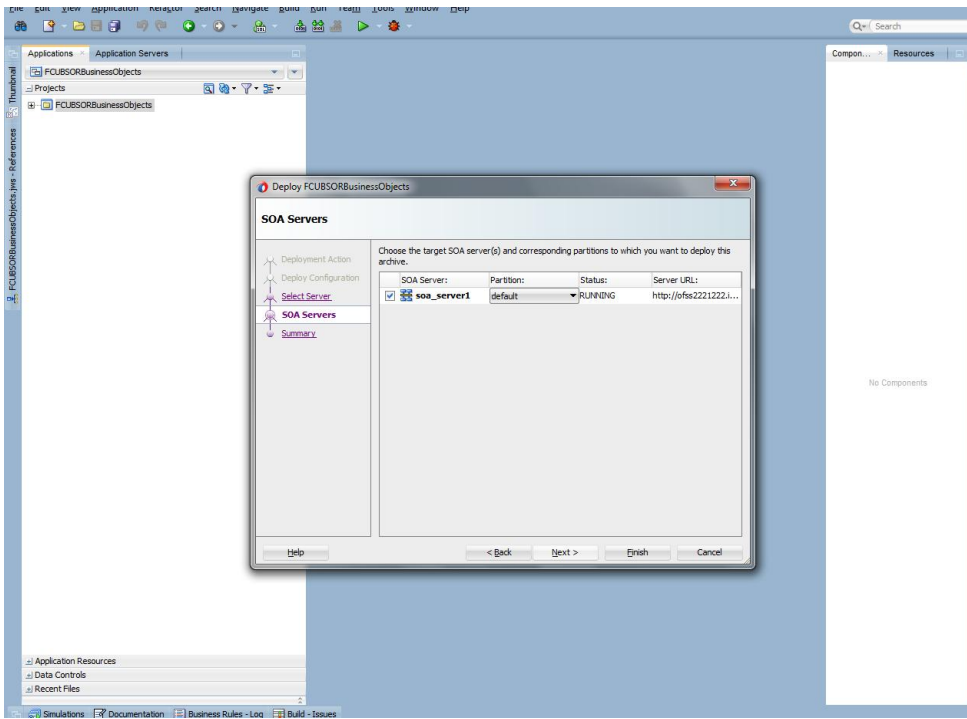 File Edit View Application Refactor Search Navigate Build Run Team Tools Window Help
Search
Applications Application Servers
Compon... Resources
FCUBSORBusinessObjects
Projects
FCUBSORBusinessObjects
Thumbnail
FCUBSORBusinessObjects.jws - References
Deploy FCUBSORBusinessObjects
SOA Servers
Deployment Action
Deploy Configuration
Select Server
SOA Servers
Summary
Choose the target SOA server(s) and corresponding partitions to which you want to deploy this
archive.
SOA Server: Partition: Status: Server URL:
soa_server1 default RUNNING http://ofss2221222.i...
No Components
Help < Back Next > Finish Cancel
Application Resources
Data Controls
Recent Files
Simulations Documentation Business Rules - Log Build - Issues